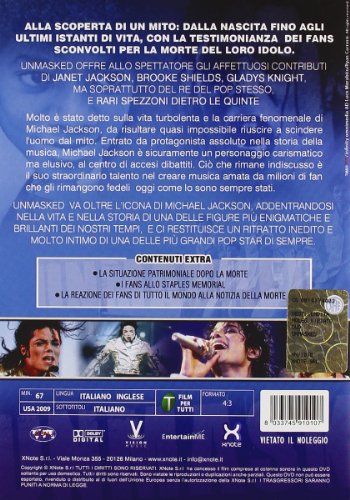 ALLA SCOPERTA DI UN MITO: DALLA NASCITA FINO AGLI
ULTIMI ISTANTI DI VITA, CON LA TESTIMONIANZA DEI FANS
SCONVOLTI PER LA MORTE DEL LORO IDOLO.
UNMASKED OFFRE ALLO SPETTATORE GLI AFFETTUOSI CONTRIBUTI
DI JANET JACKSON, BROOKE SHIELDS, GLADYS KNIGHT,
MA SOPRATTUTTO DEL RE DEL POP STESSO,
E RARI SPEZZONI DIETRO LE QUINTE
Molto è stato detto sulla vita turbolenta e la carriera fenomenale di
Michael Jackson, da risultare quasi impossibile riuscire a scindere
l'uomo dal mito. Entrato da protagonista assoluto nella storia della
musica, Michael Jackson è sicuramente un personaggio carismatico
ma elusivo, al centro di accesi dibattiti. Ciò che rimane indiscusso è
il suo straordinario talento nel creare musica amata da milioni di fan
che gli rimangono fedeli oggi come lo sono sempre stati.
UNMASKED VA OLTRE L'ICONA DI MICHAEL JACKSON, ADDENTRANDOSI
NELLA VITA E NELLA STORIA DI UNA DELLE FIGURE PIÙ ENIGMATICHE E
BRILLANTI DEI NOSTRI TEMPI, E CI RESTITUISCE UN RITRATTO INEDITO E
MOLTO INTIMO DI UNA DELLE PIÙ GRANDI POP STAR DI SEMPRE.
CONTENUTI EXTRA
• LA SITUAZIONE PATRIMONIALE DOPO LA MORTE
• I FANS ALLO STAPLES MEMORIAL
• LA REAZIONE DEI FANS DI TUTTO IL MONDO ALLA NOTIZIA DELLA MORTE
UNMASKED
MIN.
67
LINGUA
ITALIANO INGLESE
USA 2009
SOTTOTITOLI
ITALIANO
T FILM PER TUTTI
FORMATO
4:3
DOLBY DIGITAL
VISION
EntertainME
XNOTE
8 033745 910107
VIETATO IL NOLEGGIO
XNote S.r.l. - Viale Monza 355 - 20126 Milano - www.xnote.it - info@xnote.it